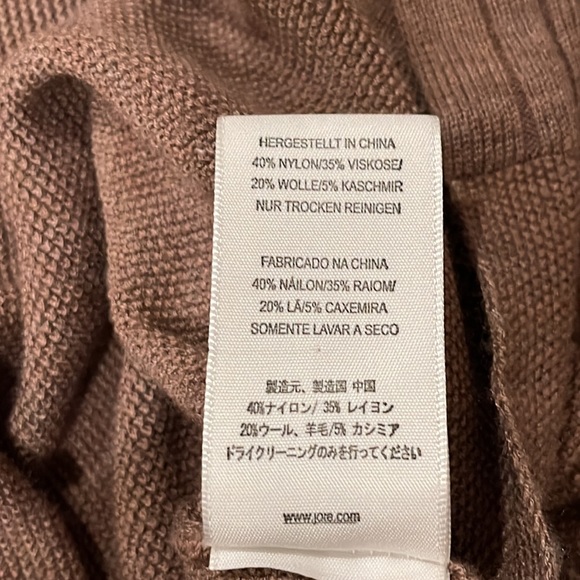 HERGESTELLT IN CHINA
40% NYLON/35% VISKOSE/
20% WOLLE/5% KASCHMIR
NUR TROCKEN REINIGEN
FABRICADO NA CHINA
40% NÁILON/35% RAIOM/
20% LÃ/5% CAXEMIRA
SOMENTE LAVAR A SECO
製造元、製造国 中国
40%ナイロン/ 35% レイヨン
20%ウール、羊毛/5% カシミア
ドライクリーニングのみを行ってください
www.joie.com